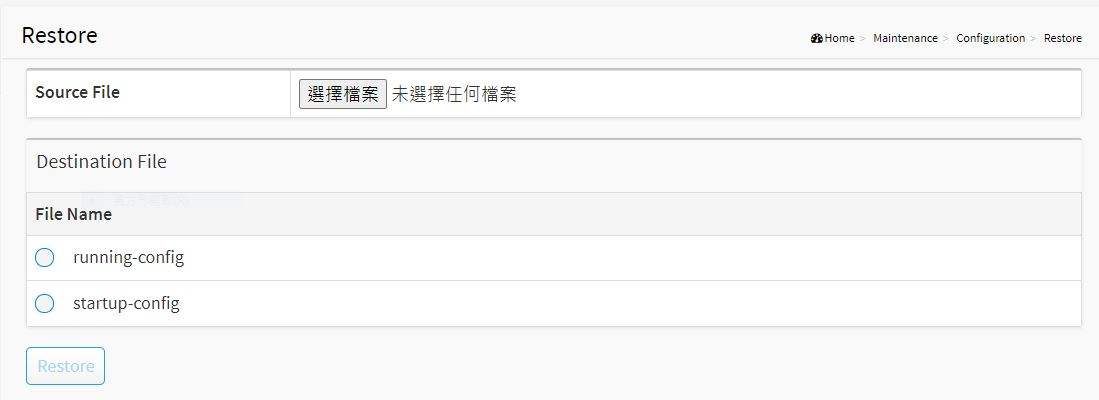 Restore
Home > Maintenance > Configuration > Restore
Source File 選擇檔案 未選擇任何檔案
Destination File
File Name
running-config
startup-config
Restore